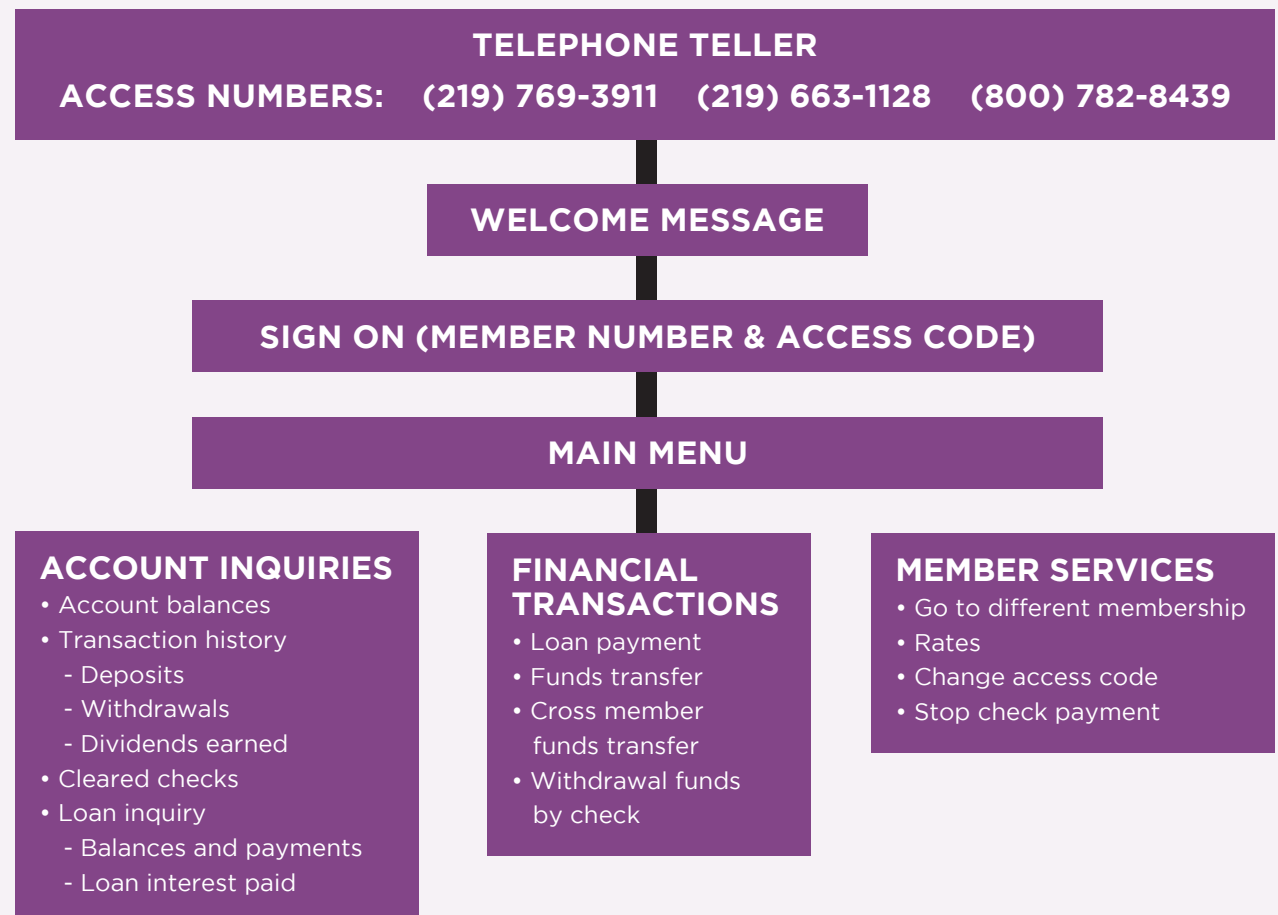 TELEPHONE TELLER
ACCESS NUMBERS: (219) 769-3911 (219) 663-1128 (800) 782-8439
WELCOME MESSAGE
SIGN ON (MEMBER NUMBER & ACCESS CODE)
MAIN MENU
ACCOUNT INQUIRIES
• Account balances
• Transaction history
- Deposits
- Withdrawals
- Dividends earned
• Cleared checks
• Loan inquiry
- Balances and payments
- Loan interest paid
FINANCIAL
TRANSACTIONS
• Loan payment
• Funds transfer
• Cross member
funds transfer
• Withdrawal funds
by check
MEMBER SERVICES
• Go to different membership
• Rates
• Change access code
• Stop check payment